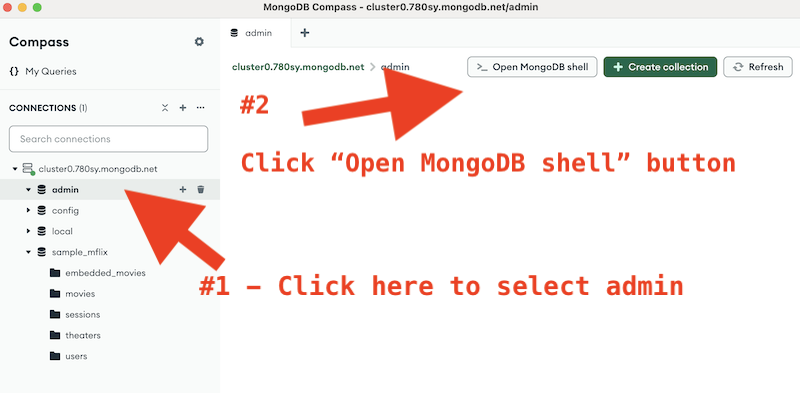 MongoDB Compass - cluster0.780sy.mongodb.net/admin
Compass
{} My Queries
CONNECTIONS (1)
Search connections
cluster0.780sy.mongodb.net
admin
config
local
sample_mflix
embedded_movies
movies
sessions
theaters
users
admin
cluster0.780sy.mongodb.net > admin
>_ Open MongoDB shell
+ Create collection
Refresh
#2
Click “Open MongoDB shell” button
#1 – Click here to select admin